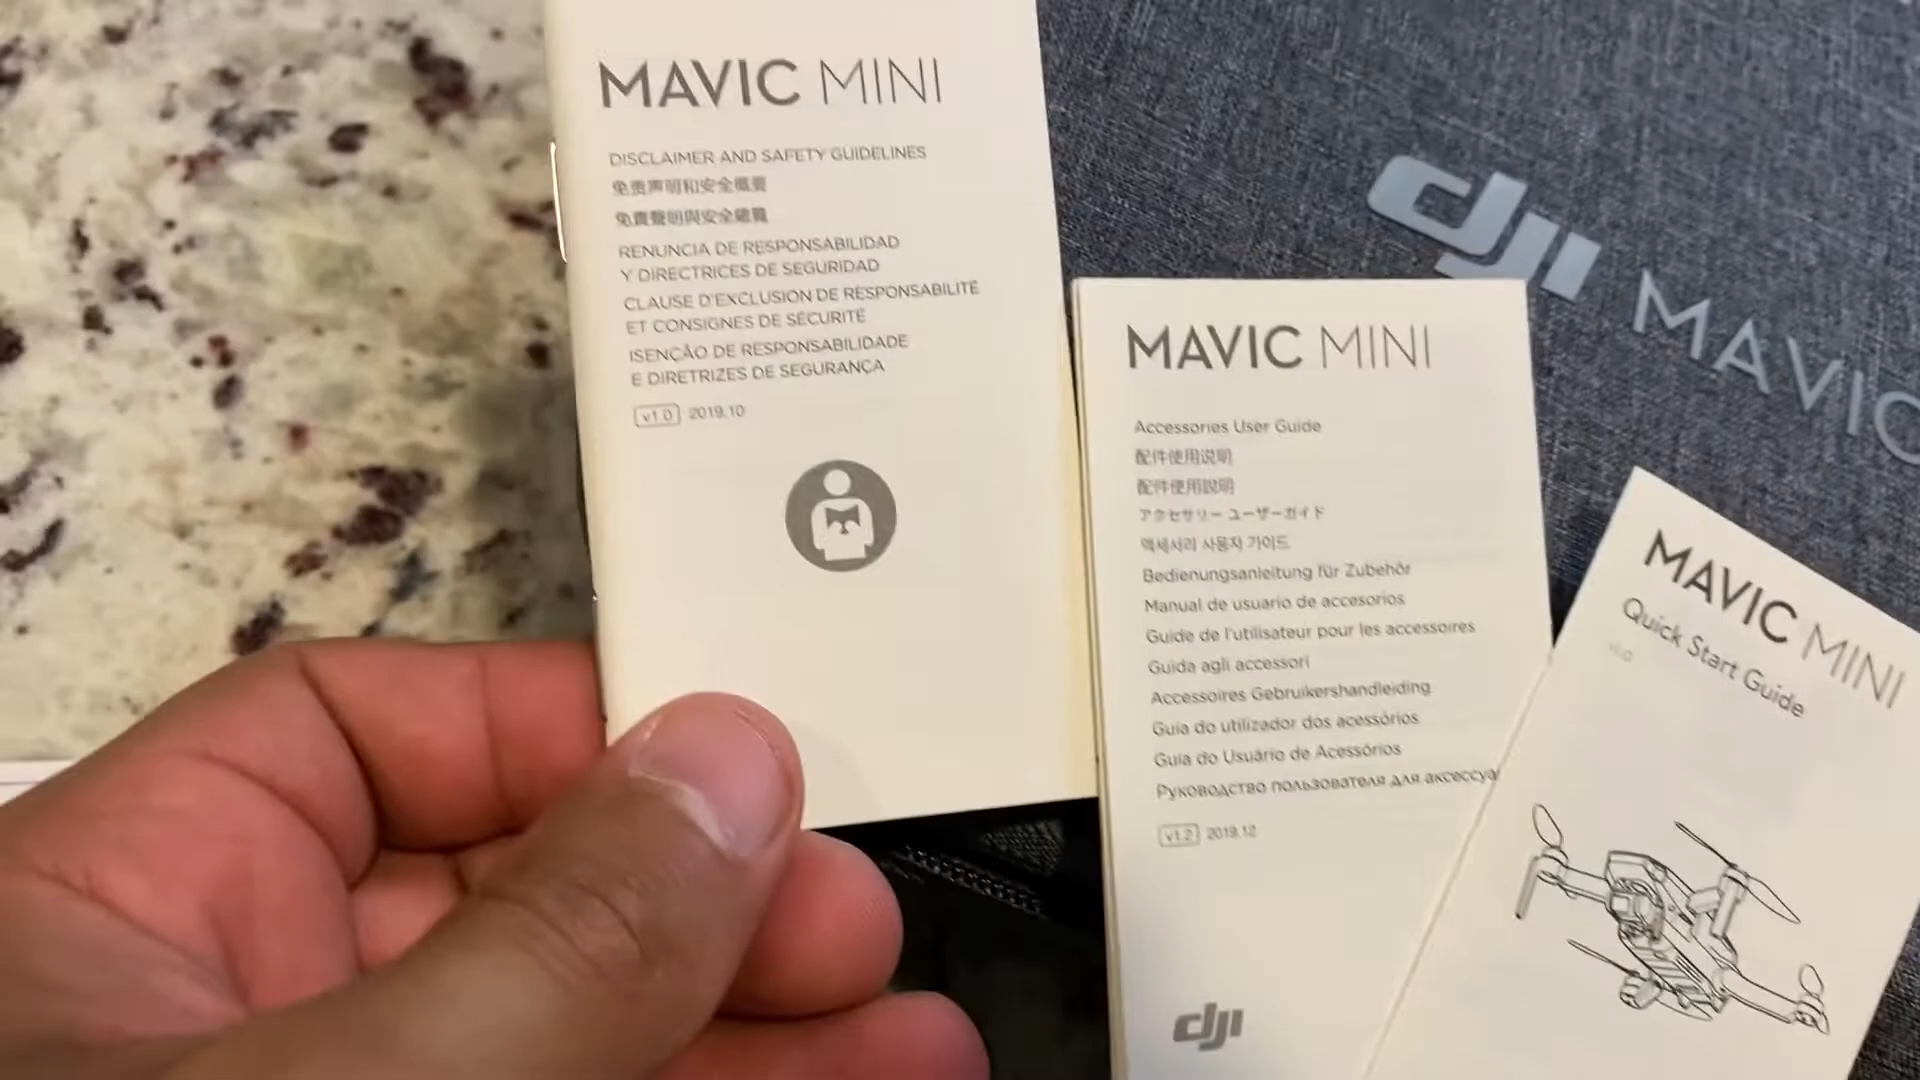 MAVIC MINI
DISCLAIMER AND SAFETY GUIDELINES
免责声明和安全概要
免責聲明與安全總覽
RENUNCIA DE RESPONSABILIDAD
Y DIRECTRICES DE SEGURIDAD
CLAUSE D'EXCLUSION DE RESPONSABILITÉ
ET CONSIGNES DE SÉCURITÉ
ISENÇÃO DE RESPONSABILIDADE
E DIRETRIZES DE SEGURANÇA
v1.0 2019.10
dji MAVIC
MAVIC MINI
Accessories User Guide
配件使用说明
配件使用說明
アクセサリー ユーザーガイド
액세서리 사용자 가이드
Bedienungsanleitung für Zubehör
Manual de usuario de accesorios
Guide de l'utilisateur pour les accessoires
Guida agli accessori
Accessoires Gebruikershandleiding
Guia do utilizador dos acessórios
Guia do Usuário de Acessórios
Руководство пользователя для аксессуа
v1.2 2019.12
dji
MAVIC MINI
Quick Start Guide
v1.0